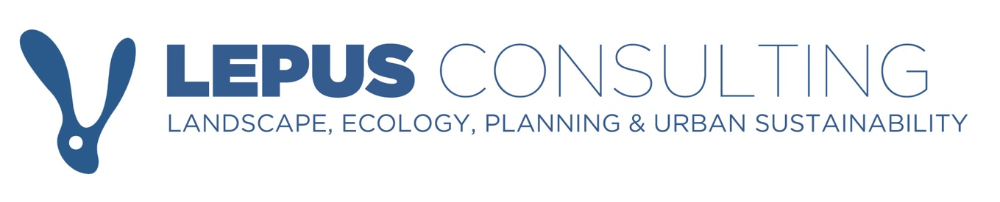 LEPUS CONSULTING
LANDSCAPE, ECOLOGY, PLANNING & URBAN SUSTAINABILITY